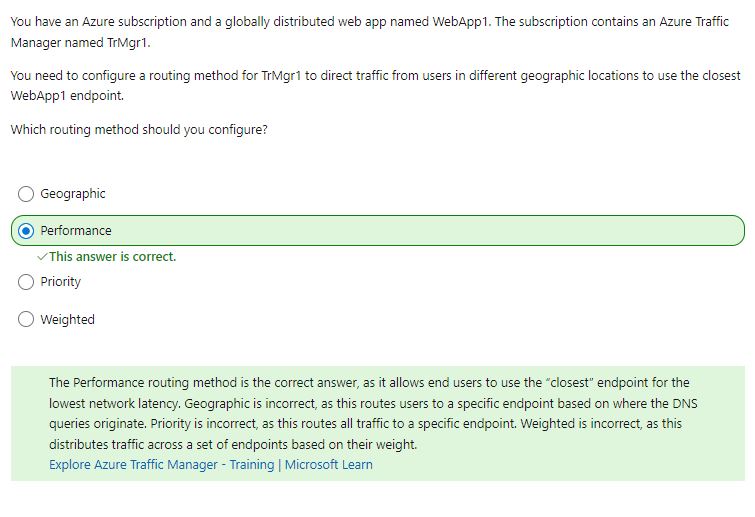 You have an Azure subscription and a globally distributed web app named WebApp1. The subscription contains an Azure Traffic
Manager named TrMgr1.
You need to configure a routing method for TrMgr1 to direct traffic from users in different geographic locations to use the closest
WebApp1 endpoint.
Which routing method should you configure?
Geographic
Performance
This answer is correct.
Priority
Weighted
The Performance routing method is the correct answer, as it allows end users to use the “closest” endpoint for the
lowest network latency. Geographic is incorrect, as this routes users to a specific endpoint based on where the DNS
queries originate. Priority is incorrect, as this routes all traffic to a specific endpoint. Weighted is incorrect, as this
distributes traffic across a set of endpoints based on their weight.
Explore Azure Traffic Manager - Training | Microsoft Learn